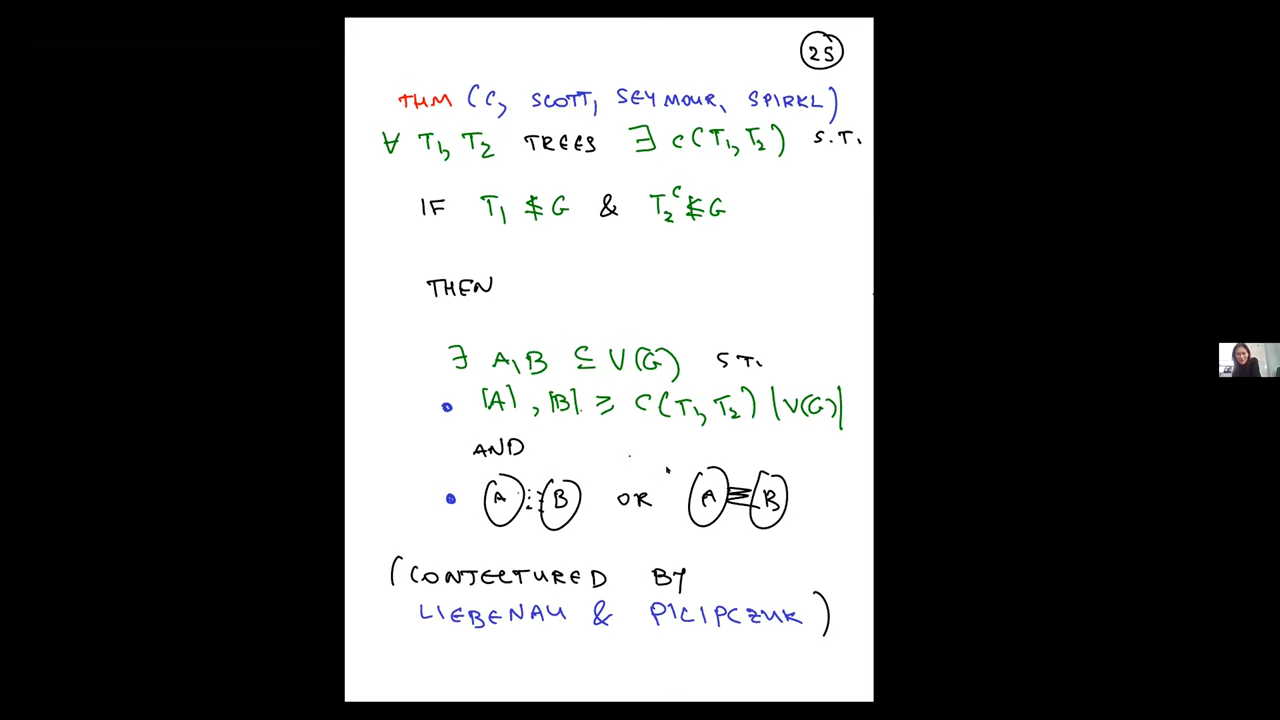 25
THM (C, SCOTT, SEYMOUR, SPIRKL)
∀ T₁, T₂ TREES ∃ c(T₁, T₂) S.T.
IF T₁ ≰ G & T₂ᶜ ≰ G
THEN
∃ A, B ⊆ V(G) S.T.
• |A|, |B| ≥ C(T₁, T₂) |V(G)|
AND
• A B OR A B
(CONJECTURED BY
LIEBENAU & PILIPCZUK)